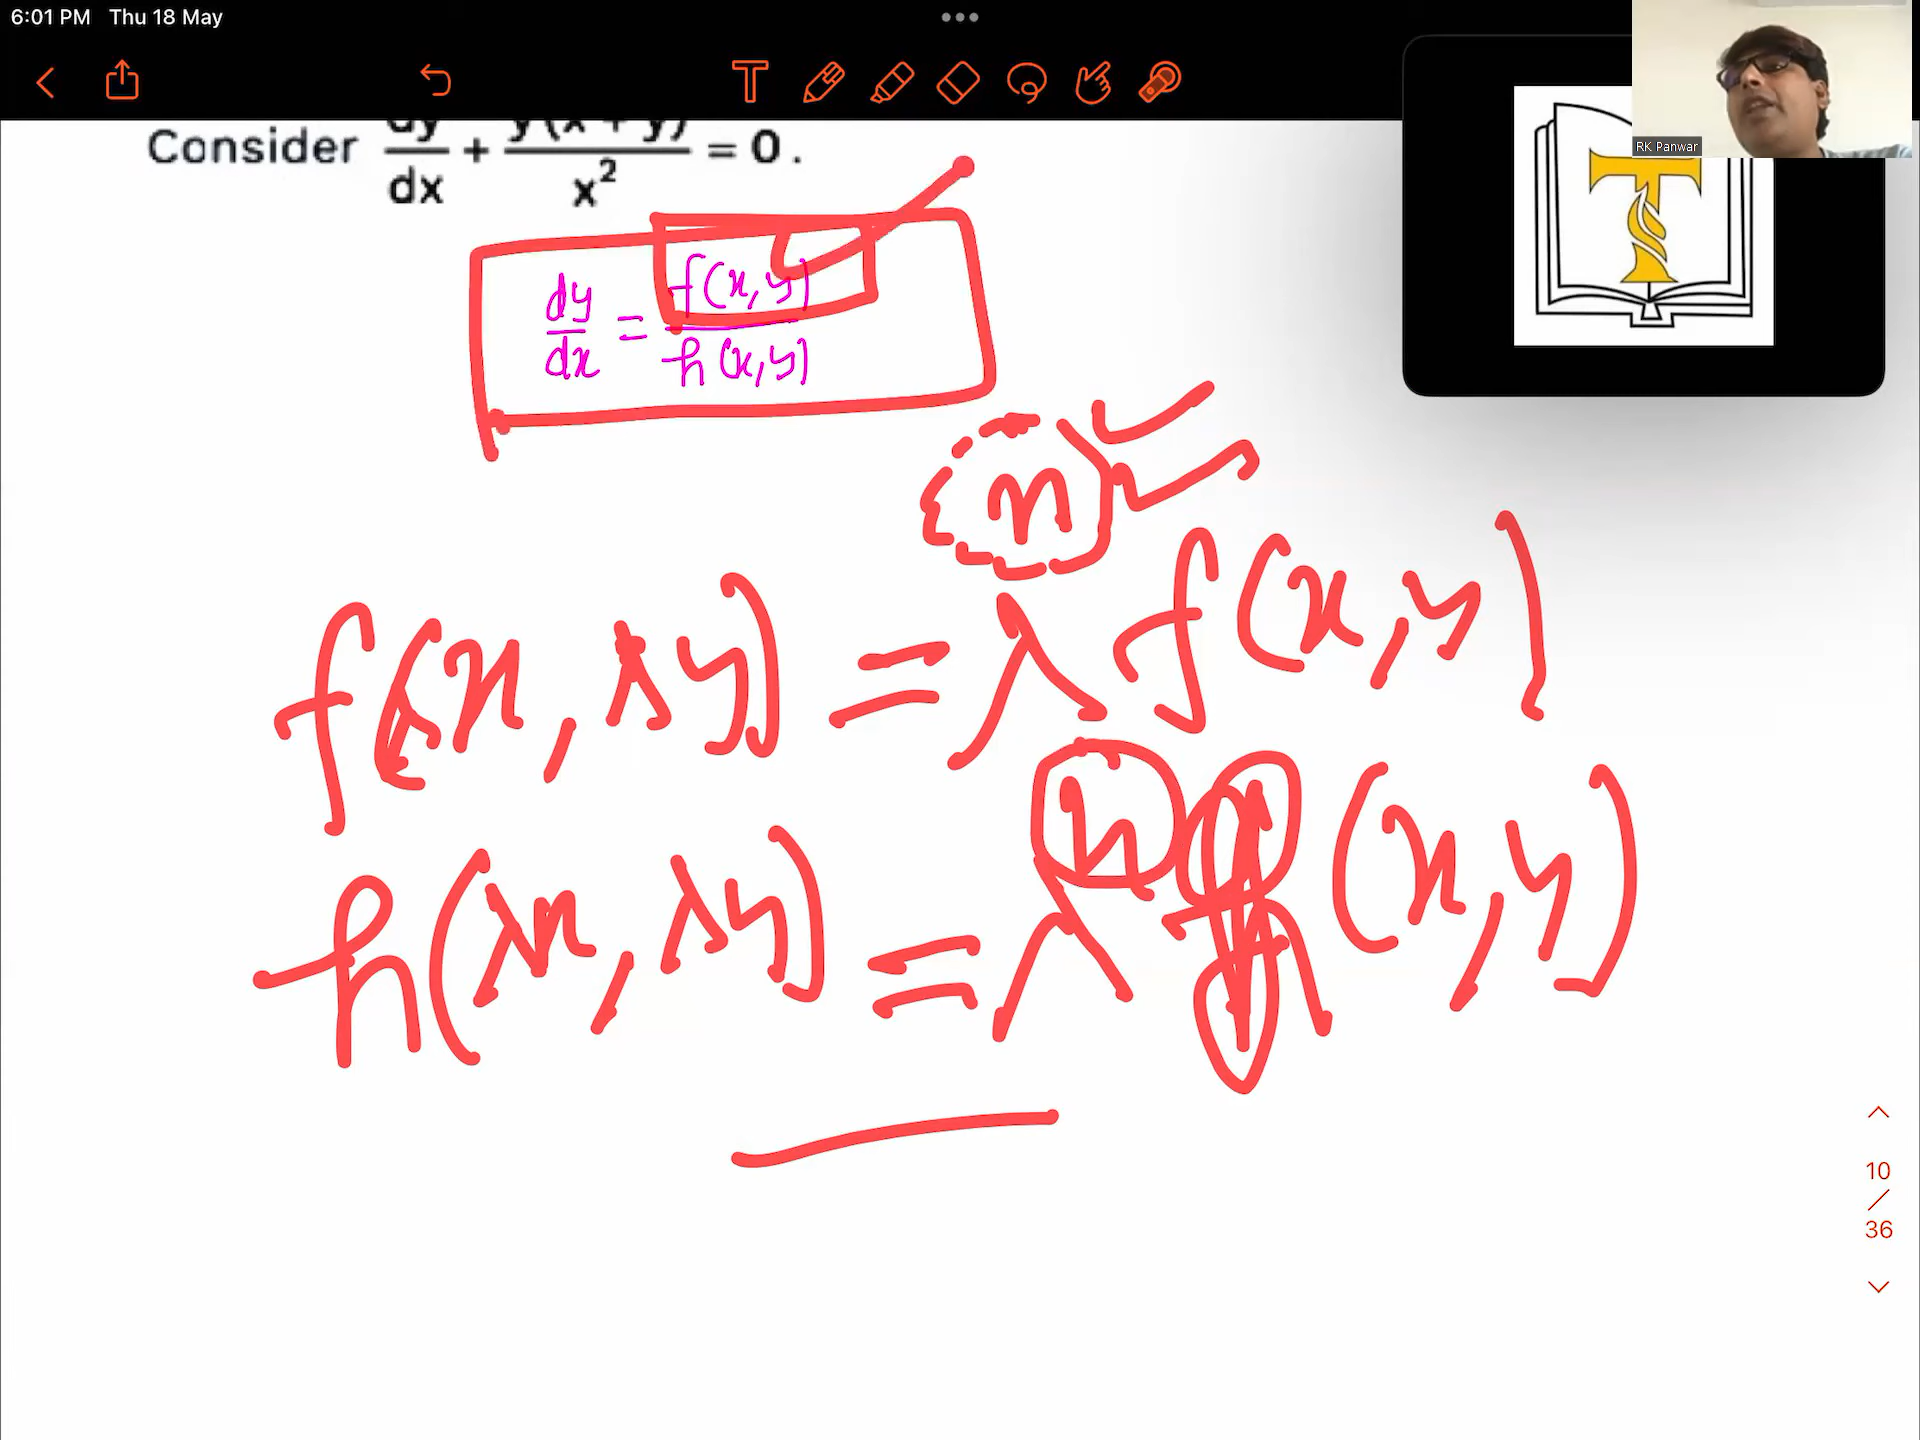 6:01 PM Thu 18 May
RK Panwar
Consider dy/dx + y(x + y)/x² = 0.
dy/dx = f(x,y)/h(x,y)
f(λx, λy) = λⁿ f(x,y)
h(λx, λy) = λⁿ h(x,y)
10
/
36